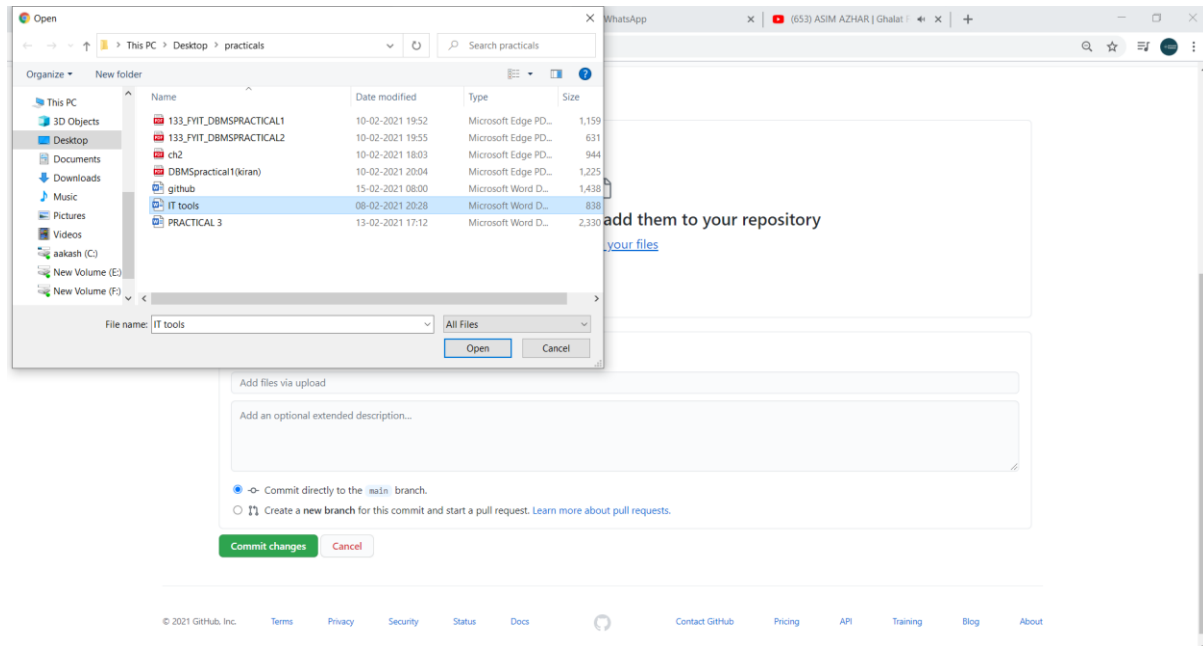 Open
WhatsApp
(653) ASIM AZHAR | Ghalat
This PC > Desktop > practicals
Search practicals
Organize
New folder
This PC
3D Objects
Desktop
Documents
Downloads
Music
Pictures
Videos
aakash (C:)
New Volume (E:)
New Volume (F:)
Name Date modified Type Size
133_FYIT_DBMSPRACTICAL1 10-02-2021 19:52 Microsoft Edge PD... 1,159
133_FYIT_DBMSPRACTICAL2 10-02-2021 19:55 Microsoft Edge PD... 631
ch2 10-02-2021 18:03 Microsoft Edge PD... 944
DBMSpractical1(kiran) 10-02-2021 20:04 Microsoft Edge PD... 1,225
github 15-02-2021 08:00 Microsoft Word D... 1,438
IT tools 08-02-2021 20:28 Microsoft Word D... 838
PRACTICAL 3 13-02-2021 17:12 Microsoft Word D... 2,330
File name: IT tools
All Files
Open Cancel
add them to your repository
your files
Add files via upload
Add an optional extended description...
Commit directly to the main branch.
Create a new branch for this commit and start a pull request. Learn more about pull requests.
Commit changes Cancel
© 2021 GitHub, Inc. Terms Privacy Security Status Docs Contact GitHub Pricing API Training Blog About